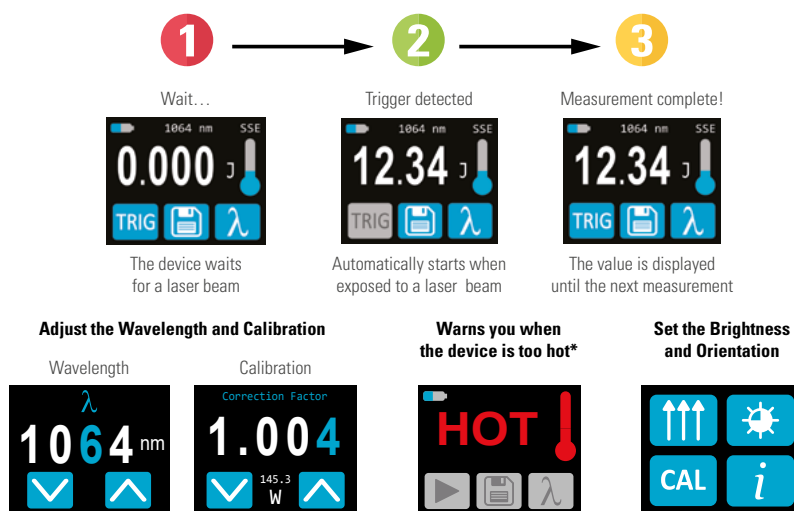 1
2
3
Wait...
Trigger detected
Measurement complete!
1064 nm SSE
0.000 J
TRIG λ
1064 nm SSE
12.34 J
TRIG λ
1064 nm SSE
12.34 J
TRIG λ
The device waits
for a laser beam
Automatically starts when
exposed to a laser beam
The value is displayed
until the next measurement
Adjust the Wavelength and Calibration
Wavelength
λ
1064 nm
Calibration
Correction Factor
1.004
145.3
W
Warns you when
the device is too hot*
HOT
λ
Set the Brightness
and Orientation
CAL i